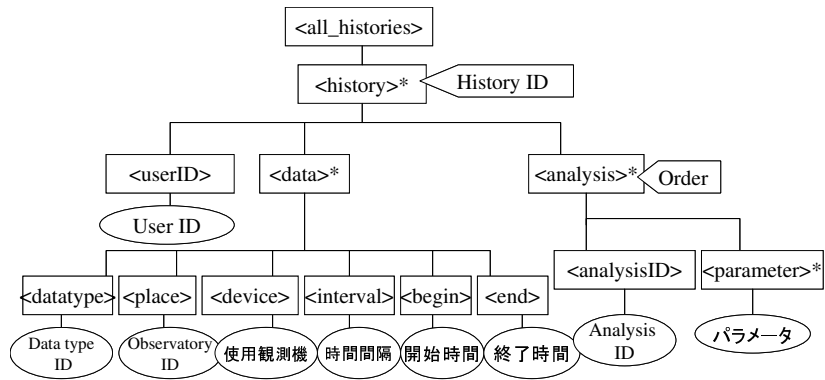 <all_histories>
<history>*
History ID
<userID>
<data>*
<analysis>*
Order
User ID
<datatype>
<place>
<device>
<interval>
<begin>
<end>
<analysisID>
<parameter>*
Data type
ID
Observatory
ID
使用観測機
時間間隔
開始時間
終了時間
Analysis
ID
パラメータ